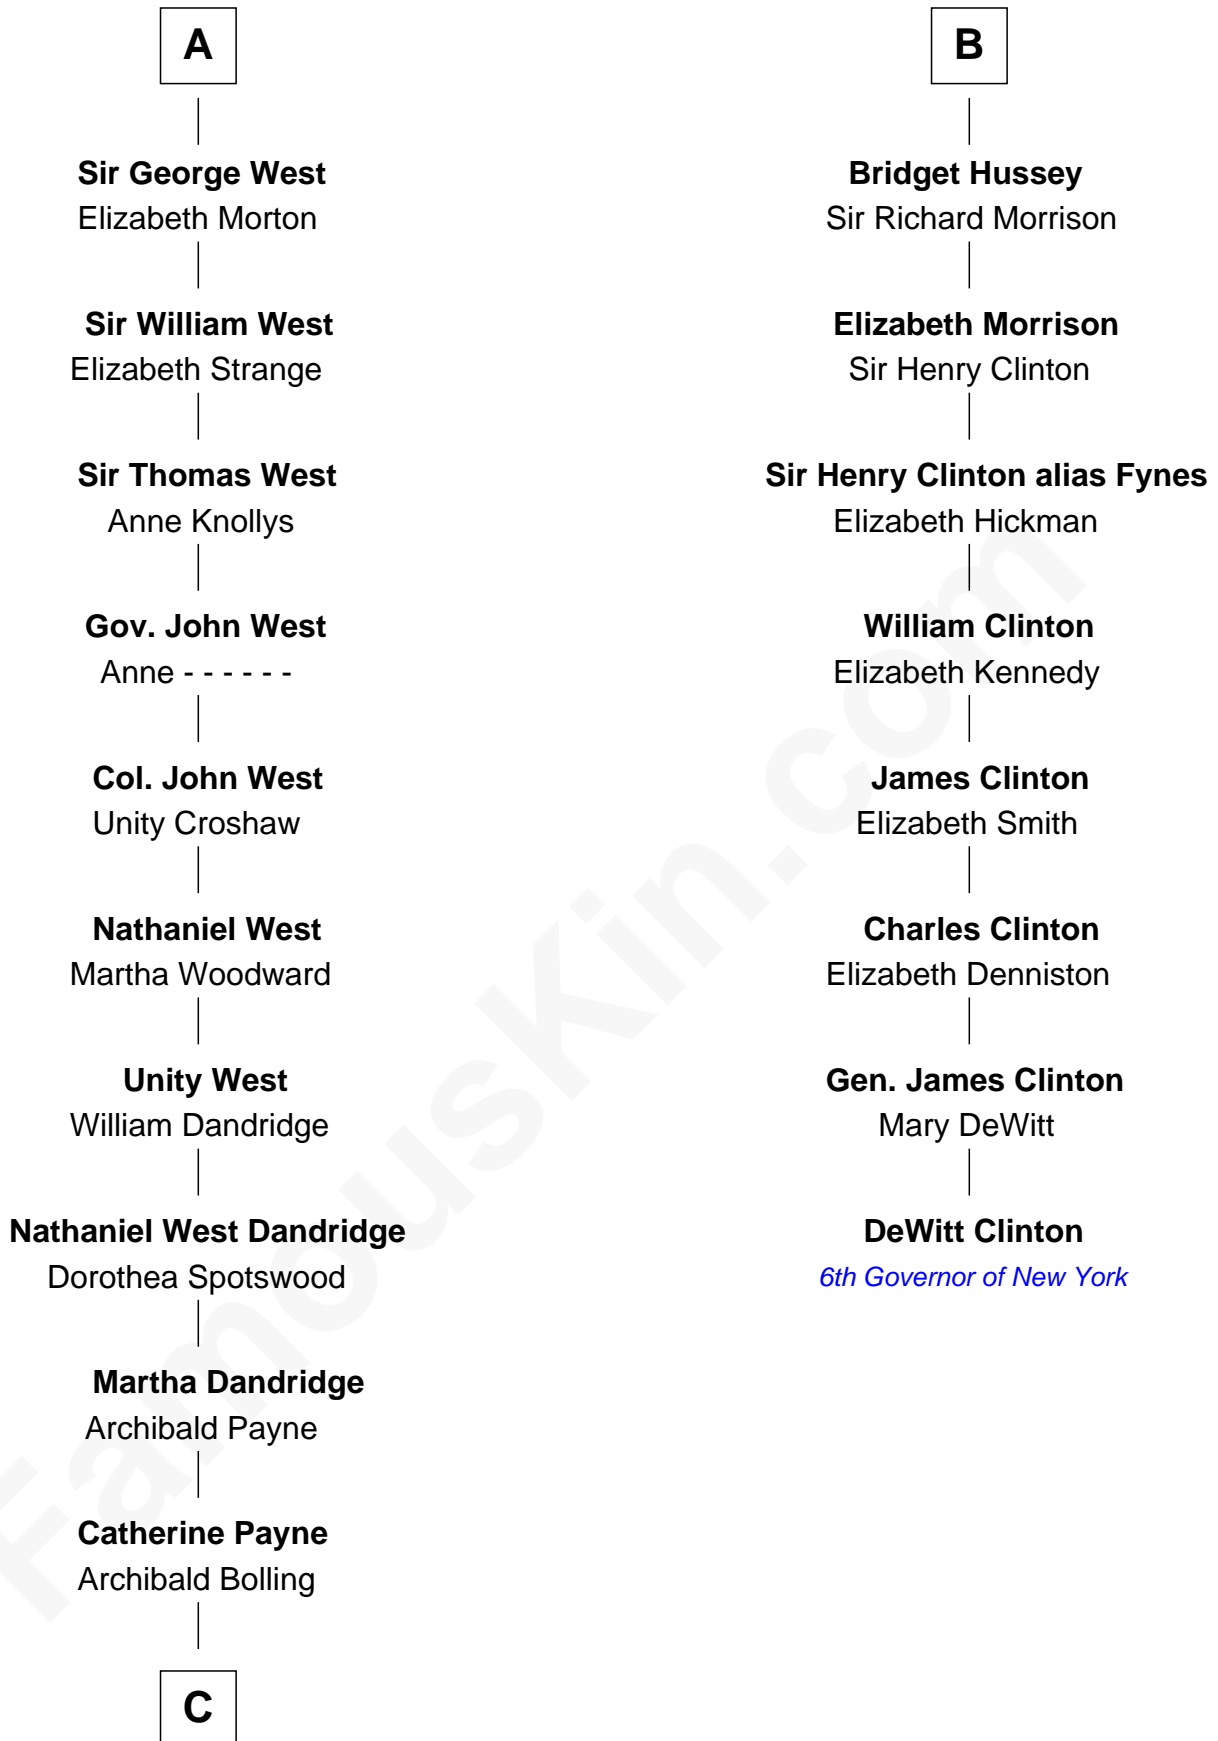 A
Sir George West
Elizabeth Morton
Sir William West
Elizabeth Strange
Sir Thomas West
Anne Knollys
Gov. John West
Anne - - - - - -
Col. John West
Unity Croshaw
Nathaniel West
Martha Woodward
Unity West
William Dandridge
Nathaniel West Dandridge
Dorothea Spotswood
Martha Dandridge
Archibald Payne
Catherine Payne
Archibald Bolling
C
B
Bridget Hussey
Sir Richard Morrison
Elizabeth Morrison
Sir Henry Clinton
Sir Henry Clinton alias Fynes
Elizabeth Hickman
William Clinton
Elizabeth Kennedy
James Clinton
Elizabeth Smith
Charles Clinton
Elizabeth Denniston
Gen. James Clinton
Mary DeWitt
DeWitt Clinton
6th Governor of New York
FamousKin.com